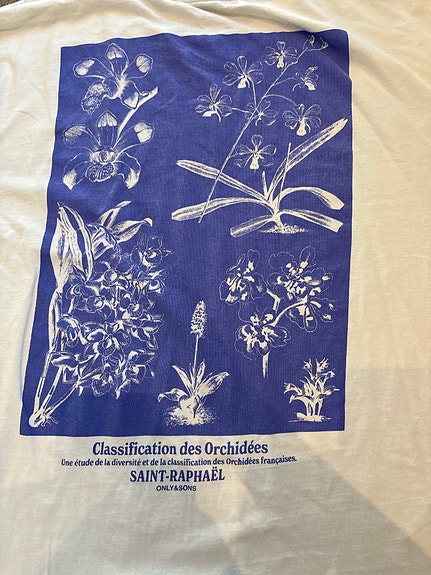 Classification des Orchidées
Une étude de la diversité et de la classification des Orchidées françaises.
SAINT-RAPHAËL
ONLY&SONS